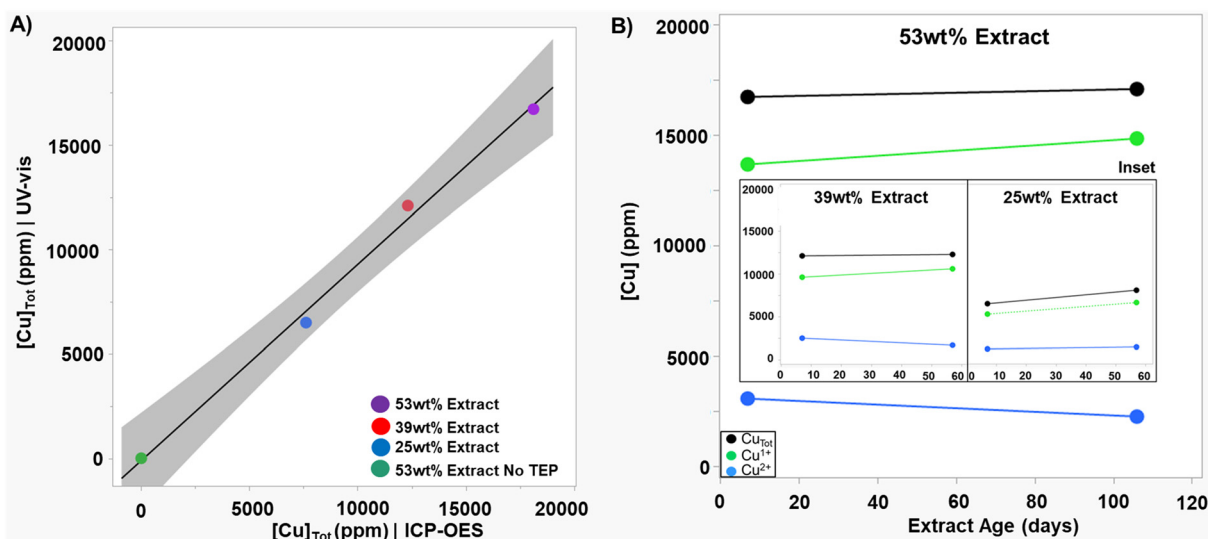 A)
20000
15000
10000
5000
0
[Cu]Tot (ppm) | UV-vis
0
5000
10000
15000
20000
[Cu]Tot (ppm) | ICP-OES
53wt% Extract
39wt% Extract
25wt% Extract
53wt% Extract No TEP
B)
53wt% Extract
20000
15000
10000
5000
0
[Cu] (ppm)
Inset
39wt% Extract
20000
15000
10000
5000
0
0 10 20 30 40 50 60
25wt% Extract
0 10 20 30 40 50 60
CuTot
Cu1+
Cu2+
0 20 40 60 80 100 120
Extract Age (days)